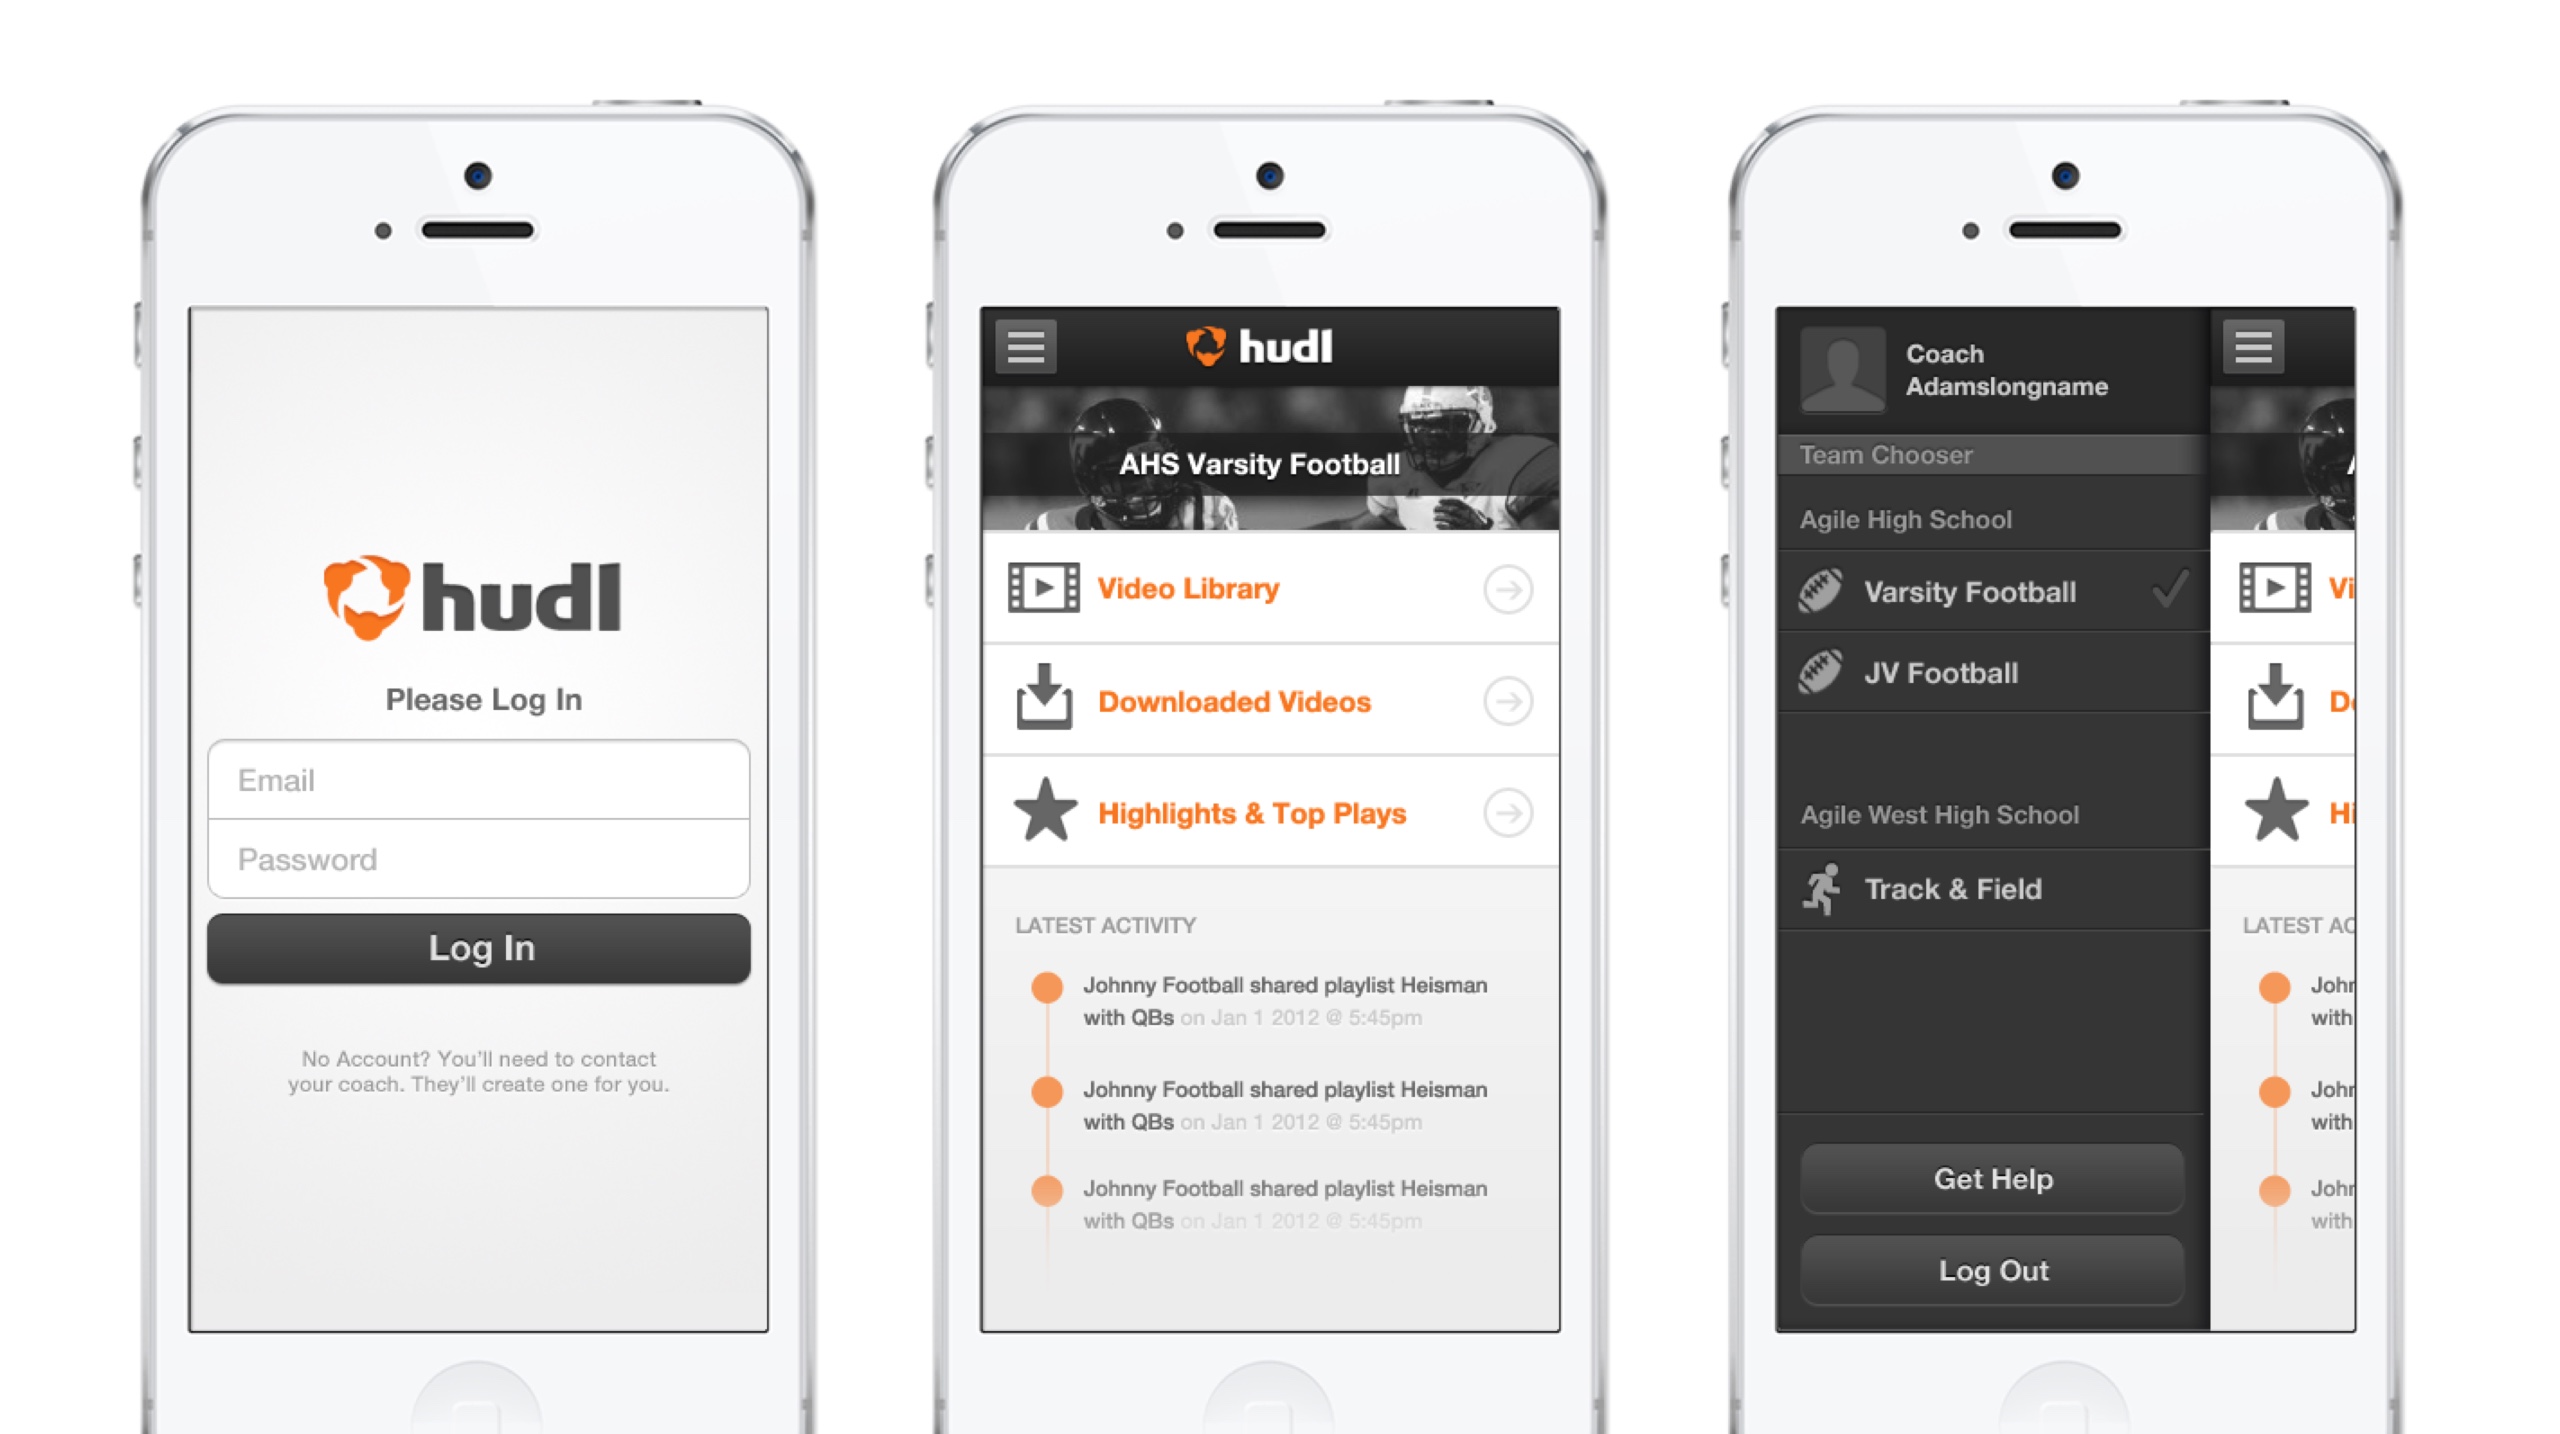 hudl
Please Log In
Email
Password
Log In
No Account? You'll need to contact
your coach. They'll create one for you.
hudl
AHS Varsity Football
Video Library
Downloaded Videos
Highlights & Top Plays
LATEST ACTIVITY
Johnny Football shared playlist Heisman
with QBs on Jan 1 2012 @ 5:45pm
Johnny Football shared playlist Heisman
with QBs on Jan 1 2012 @ 5:45pm
Johnny Football shared playlist Heisman
with QBs on Jan 1 2012 @ 5:45pm
Coach
Adamslongname
Team Chooser
Agile High School
Varsity Football
JV Football
Agile West High School
Track & Field
Get Help
Log Out
Vi
De
Hi
LATEST AC
John
with
John
with
John
with